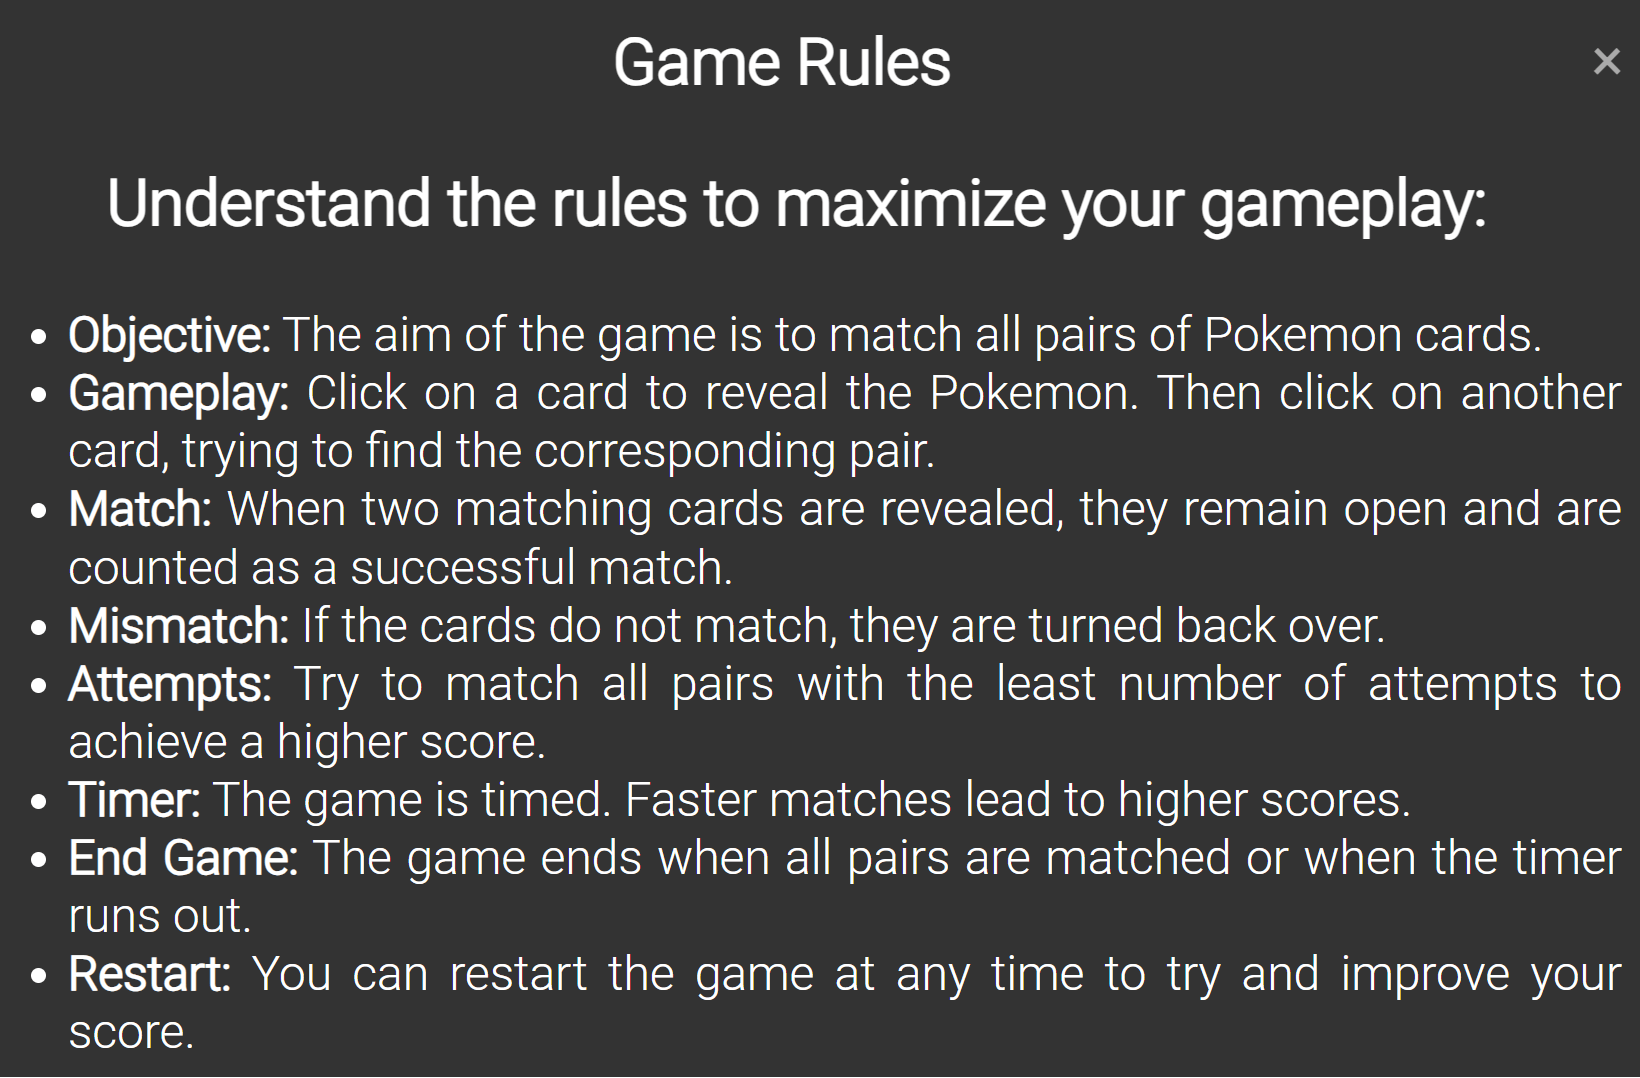 Game Rules
×
Understand the rules to maximize your gameplay:
• Objective: The aim of the game is to match all pairs of Pokemon cards.
• Gameplay: Click on a card to reveal the Pokemon. Then click on another
card, trying to find the corresponding pair.
• Match: When two matching cards are revealed, they remain open and are
counted as a successful match.
• Mismatch: If the cards do not match, they are turned back over.
• Attempts: Try to match all pairs with the least number of attempts to
achieve a higher score.
• Timer: The game is timed. Faster matches lead to higher scores.
• End Game: The game ends when all pairs are matched or when the timer
runs out.
• Restart: You can restart the game at any time to try and improve your
score.